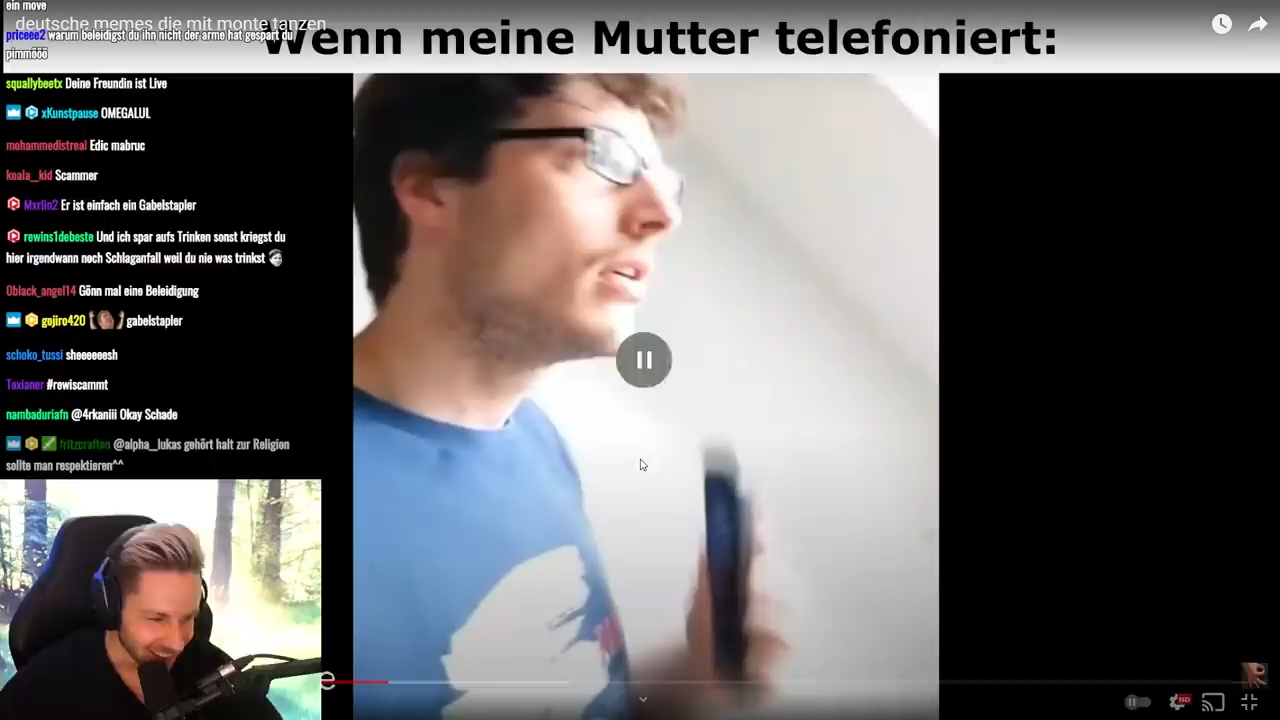 ein move
deutsche memes die mit monte tanzen
priceee2 warum beleidigst du ihn nicht der arme hat gespart du
pimmööö
Wenn meine Mutter telefoniert:
squallybeetx Deine Freundin ist Live
xKunstpause OMEGALUL
mohammedistreal Edic mabruc
koala__kid Scammer
Mxrlin2 Er ist einfach ein Gabelstapler
rewins1debeste Und ich spar aufs Trinken sonst kriegst du
hier irgendwann noch Schlaganfall weil du nie was trinkst
0black_angel14 Gönn mal eine Beleidigung
gojiro420 gabelstapler
schoko_tussi sheeeeeesh
Toxianer #rewiscammt
nambaduriafn @4rkaniii Okay Schade
fritzcraften @alpha_lukas gehört halt zur Religion
sollte man respektieren^^
HD